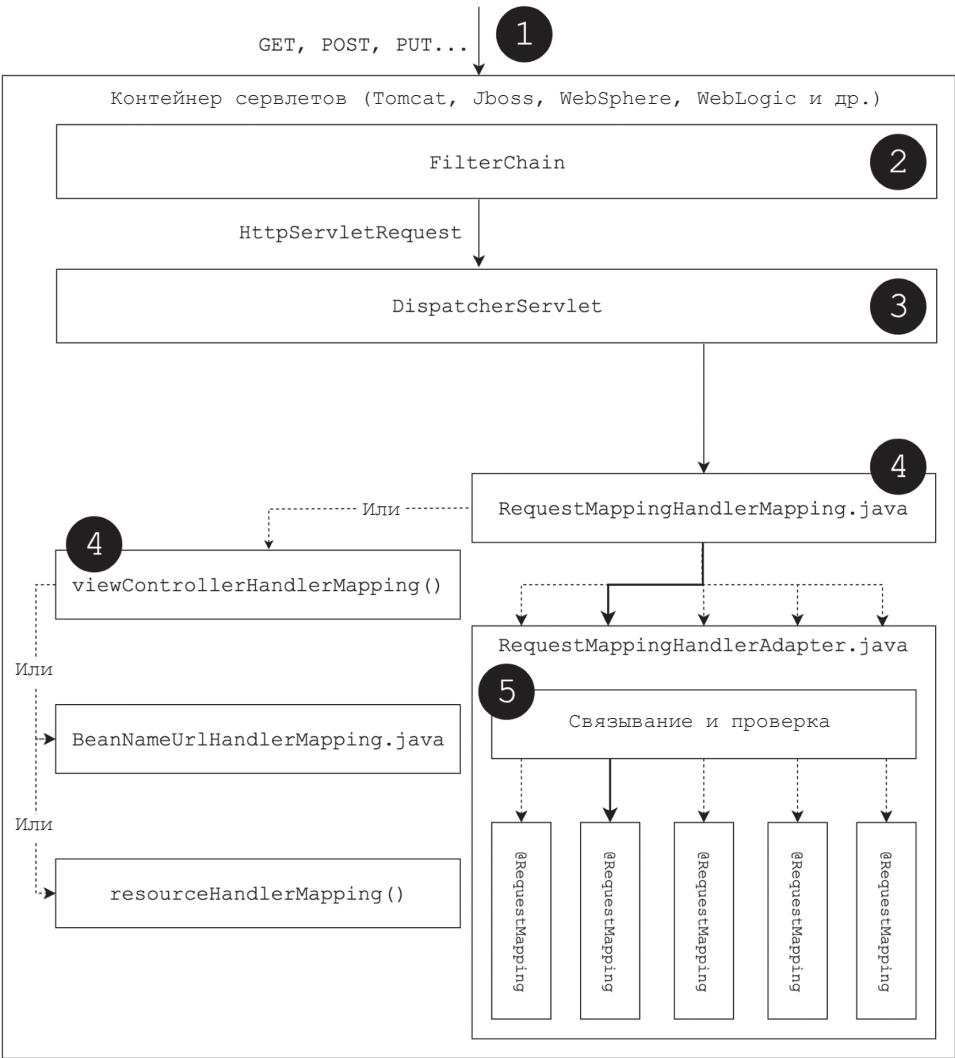 1
GET, POST, PUT...
Контейнер сервлетов (Tomcat, Jboss, WebSphere, WebLogic и др.)
FilterChain
2
HttpServletRequest
DispatcherServlet
3
4
RequestMappingHandlerMapping.java
Или
4
viewControllerHandlerMapping()
RequestMappingHandlerAdapter.java
Или
5
Связывание и проверка
BeanNameUrlHandlerMapping.java
Или
resourceHandlerMapping()
@RequestMapping
@RequestMapping
@RequestMapping
@RequestMapping
@RequestMapping